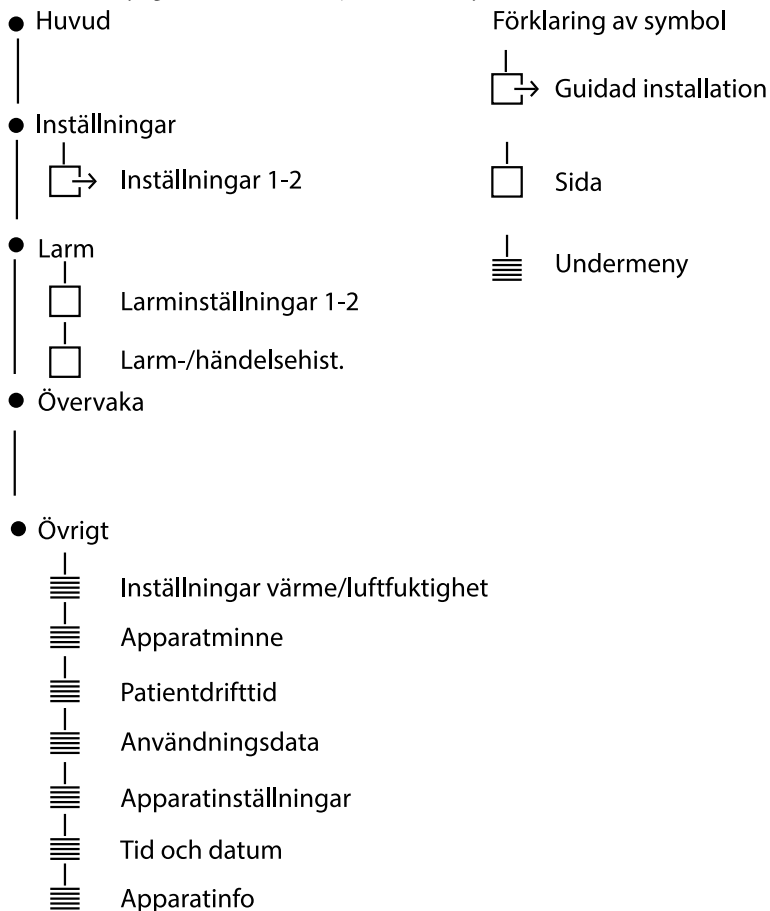 Huvud
Inställningar
Inställningar 1-2
Larm
Larminställningar 1-2
Larm-/händelsehist.
Övervaka
Övrigt
Inställningar värme/luftfuktighet
Apparatminne
Patientdrifttid
Användningsdata
Apparatinställningar
Tid och datum
Apparatinfo
Förklaring av symbol
Guidad installation
Sida
Undermeny